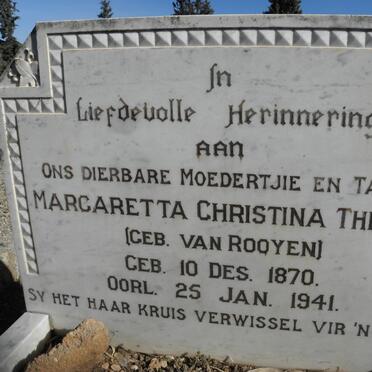 In
Liefdevolle Herinnering
AAN
ONS DIERBARE MOEDERTJIE EN
MARGARETTA CHRISTINA
(GEB. VAN ROOYEN)
GEB. 10 DES. 1870.
OORL. 25 JAN. 1941.
SY HET HAAR KRUIS VERWISSEL VIR 'N